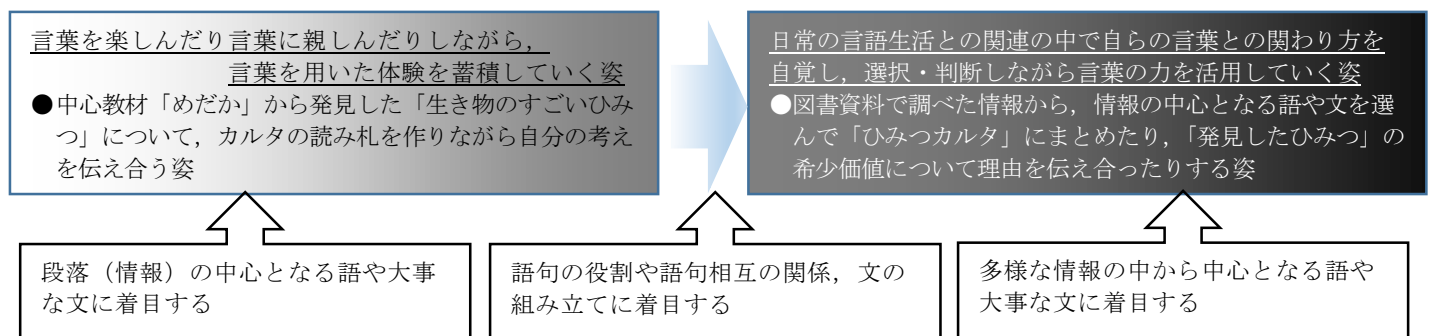 言葉を楽しんだり言葉に親しんだりしながら，
言葉を用いた体験を蓄積していく姿
●中心教材「めだか」から発見した「生き物のすごいひみ
つ」について，カルタの読み札を作りながら自分の考え
を伝え合う姿
日常の言語生活との関連の中で自らの言葉との関わり方を
自覚し，選択・判断しながら言葉の力を活用していく姿
●図書資料で調べた情報から，情報の中心となる語や文を選
んで「ひみつカルタ」にまとめたり，「発見したひみつ」の
希少価値について理由を伝え合ったりする姿
段落（情報）の中心となる語や大事
な文に着目する
語句の役割や語句相互の関係，文の
組み立てに着目する
多様な情報の中から中心となる語や
大事な文に着目する